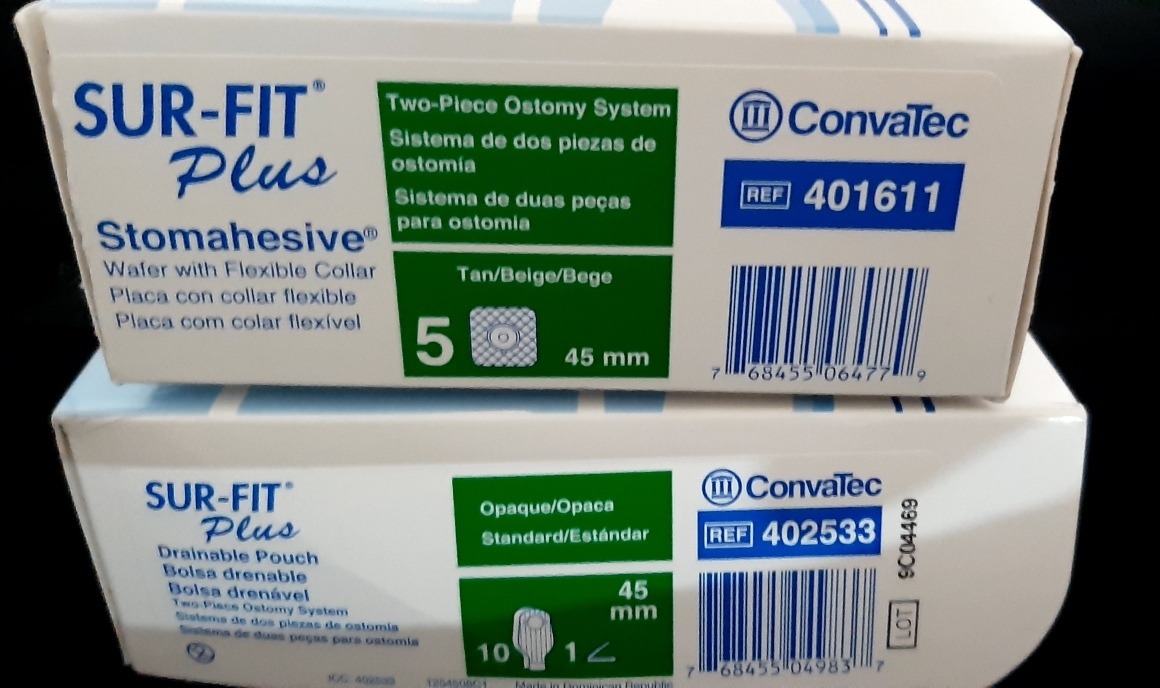 SUR-FIT®
Plus
Stomahesive®
Wafer with Flexible Collar
Placa con collar flexible
Placa com colar flexível
Two-Piece Ostomy System
Sistema de dos piezas de
ostomia
Sistema de duas peças
para ostomia
Tan/Beige/Bege
5
45 mm
ConvaTec
REF 401611
7 68455 06477 9
SUR-FIT®
Plus
Drainable Pouch
Bolsa drenable
Bolsa drenável
Two-Piece Ostomy System
Sistema de dos piezas de ostomia
Sistema de duas peças para ostomia
2
Opaque/Opaca
Standard/Estándar
45
mm
10 1
ConvaTec
REF 402533
7 68455 04983 7
LOT 9C04469
Made in Dominican Republic